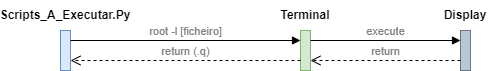 Scripts_A_Executar.Py
Terminal
Display
root -l [ficheiro]
execute
return (.q)
return